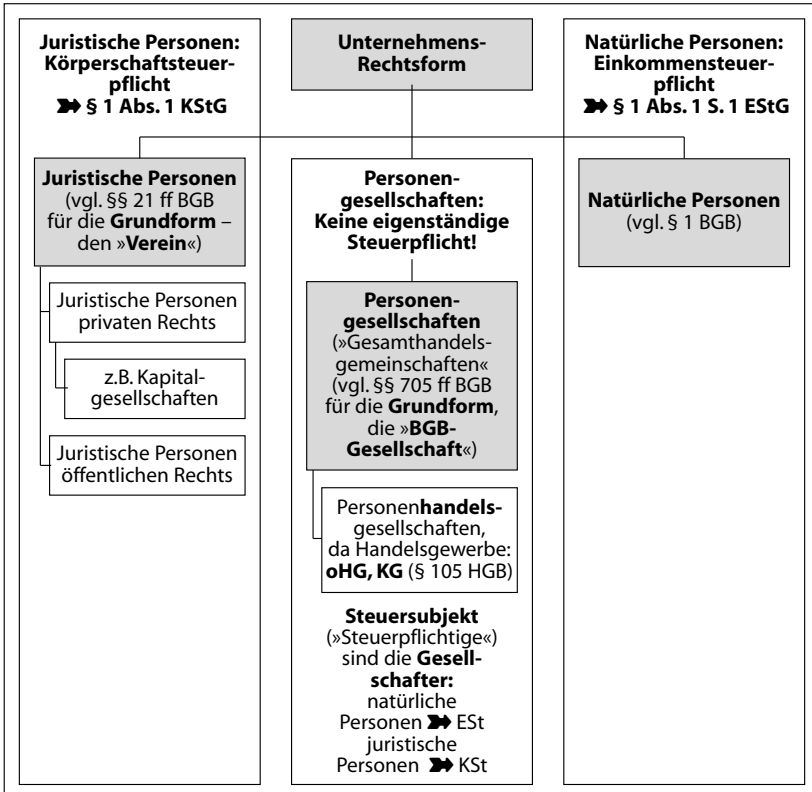 Juristische Personen:
Körperschaftsteuer-
pflicht
➽ § 1 Abs. 1 KStG
Juristische Personen
(vgl. §§ 21 ff BGB
für die Grundform –
den »Verein«)
Juristische Personen
privaten Rechts
z.B. Kapital-
gesellschaften
Juristische Personen
öffentlichen Rechts
Unternehmens-
Rechtsform
Personen-
gesellschaften:
Keine eigenständige
Steuerpflicht!
Personen-
gesellschaften
(»Gesamthandels-
gemeinschaften«
(vgl. §§ 705 ff BGB
für die Grundform,
die »BGB-
Gesellschaft«)
Personenhandels-
gesellschaften,
da Handelsgewerbe:
oHG, KG (§ 105 HGB)
Steuersubjekt
(»Steuerpflichtige«)
sind die Gesell-
schafter:
natürliche
Personen ➽ ESt
juristische
Personen ➽ KSt
Natürliche Personen:
Einkommensteuer-
pflicht
➽ § 1 Abs. 1 S. 1 EStG
Natürliche Personen
(vgl. § 1 BGB)